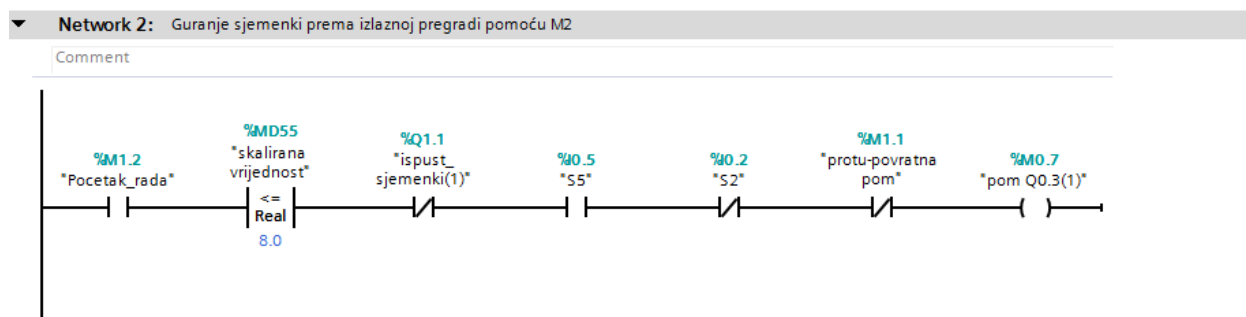 Network 2: Guranje sjemenki prema izlaznoj pregradi pomoću M2
Comment
%M1.2
"Pocetak_rada"
%MD55
"skalirana
vrijednost"
<=
Real
8.0
%Q1.1
"ispust_
sjemenki(1)"
%I0.5
"S5"
%I0.2
"S2"
%M1.1
"protu-povratna
pom"
%M0.7
"pom Q0.3(1)"